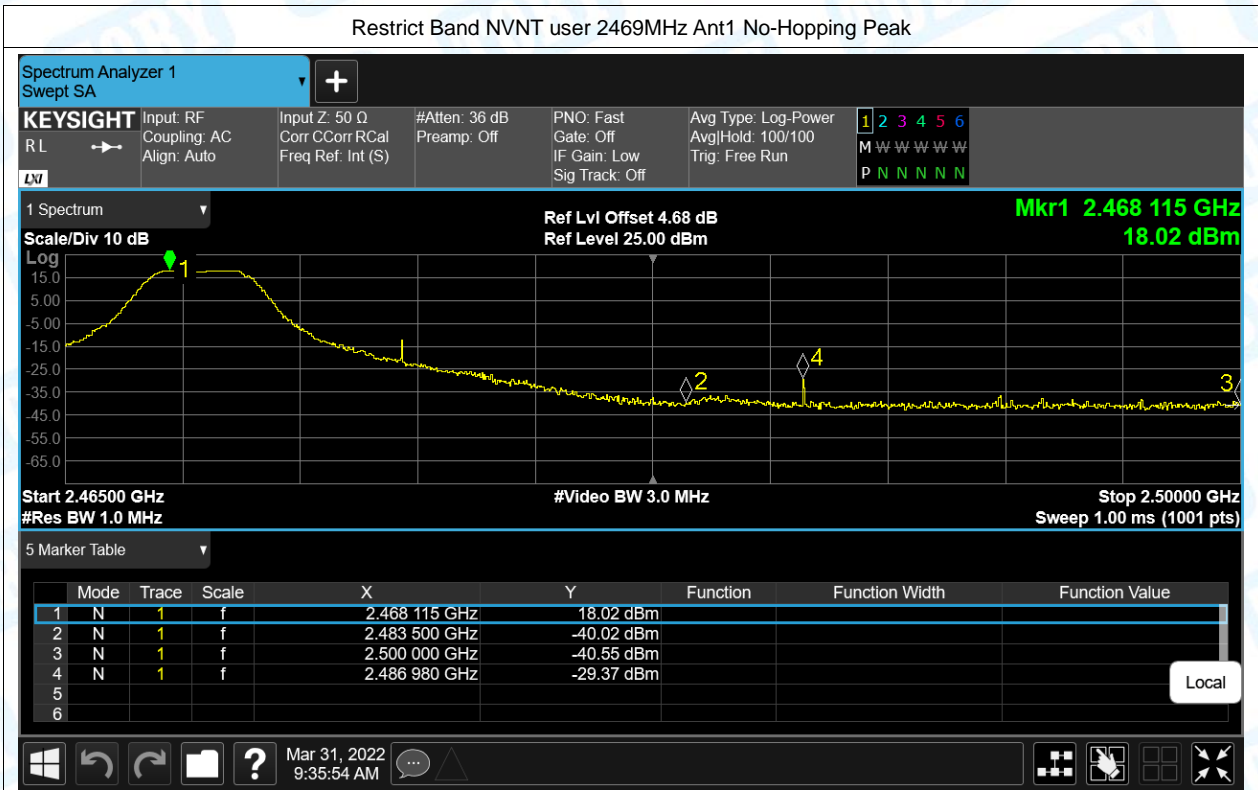 Restrict Band NVNT user 2469MHz Ant1 No-Hopping Peak
Spectrum Analyzer 1
Swept SA
+
KEYSIGHT
RL
LXI
Input: RF
Coupling: AC
Align: Auto
Input Z: 50 Ω
Corr CCorr RCal
Freq Ref: Int (S)
#Atten: 36 dB
Preamp: Off
PNO: Fast
Gate: Off
IF Gain: Low
Sig Track: Off
Avg Type: Log-Power
Avg|Hold: 100/100
Trig: Free Run
1 2 3 4 5 6
M W W W W W
P N N N N N
1 Spectrum
Scale/Div 10 dB
Ref Lvl Offset 4.68 dB
Ref Level 25.00 dBm
Mkr1 2.468 115 GHz
18.02 dBm
Log
15.0
5.00
-5.00
-15.0
-25.0
-35.0
-45.0
-55.0
-65.0
1
2
4
3
Start 2.46500 GHz
#Res BW 1.0 MHz
#Video BW 3.0 MHz
Stop 2.50000 GHz
Sweep 1.00 ms (1001 pts)
5 Marker Table
Mode Trace Scale X Y Function Function Width Function Value
1 N 1 f 2.468 115 GHz 18.02 dBm
2 N 1 f 2.483 500 GHz -40.02 dBm
3 N 1 f 2.500 000 GHz -40.55 dBm
4 N 1 f 2.486 980 GHz -29.37 dBm
5
6
Local
?
Mar 31, 2022
9:35:54 AM